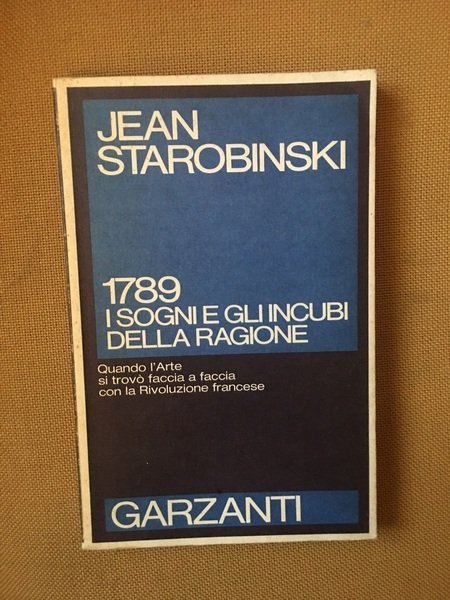 JEAN
STAROBINSKI
1789
I SOGNI E GLI INCUBI
DELLA RAGIONE
Quando l'Arte
si trovò faccia a faccia
con la Rivoluzione francese
GARZANTI